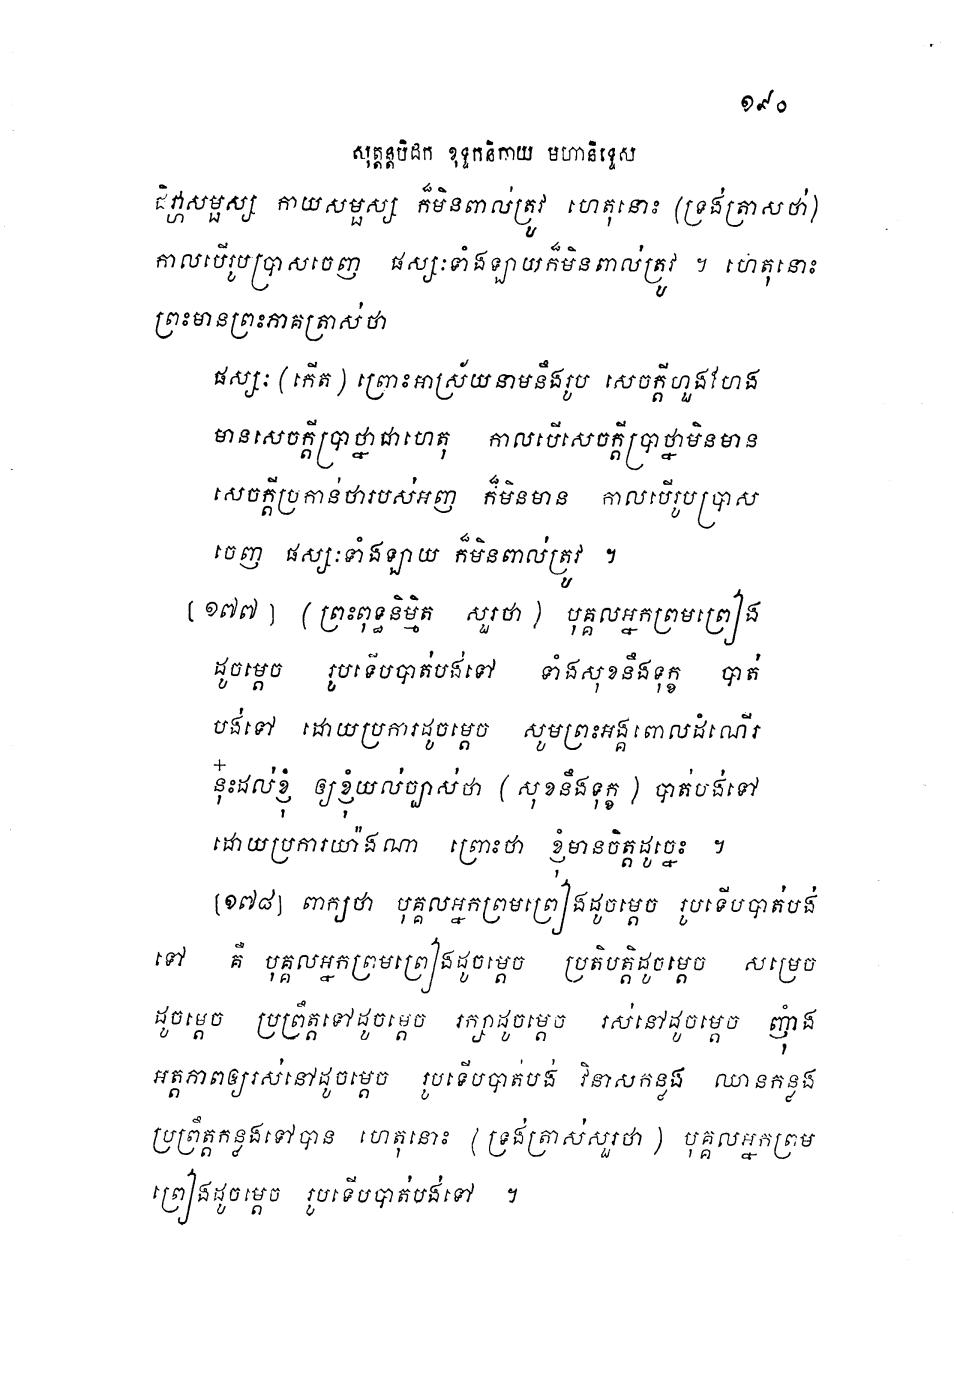 ១៩០
សុត្តន្តបិដក ខុទ្ទកនិកាយ មហានិទ្ទេស
ជិវ្ហាសម្ផស្ស កាយសម្ផស្ស ក៏មិនពាល់ត្រូវ ហេតុនោះ (ទ្រង់ត្រាសថា)
កាលបើរូបប្រាសចេញ ផស្សៈទាំងឡាយក៏មិនពាល់ត្រូវ ។ ហេតុនោះ
ព្រះមានព្រះភាគត្រាស់ថា
ផស្សៈ (កើត) ព្រោះអាស្រ័យនាមនឹងរូប សេចក្តីហួងហែង
មានសេចក្តីប្រាថ្នាជាហេតុ កាលបើសេចក្តីប្រាថ្នាមិនមាន
សេចក្តីប្រកាន់ថារបស់អញ ក៏មិនមាន កាលបើរូបប្រាស
ចេញ ផស្សៈទាំងឡាយ ក៏មិនពាល់ត្រូវ ។
[១៧៧] (ព្រះពុទ្ធនិម្មិត សួរថា) បុគ្គលអ្នកព្រមព្រៀង
ដូចម្តេច រូបទើបបាត់បង់ទៅ ទាំងសុខនឹងទុក្ខ បាត់
បង់ទៅ ដោយប្រការដូចម្តេច សូមព្រះអង្គពោលដំណើរ
+
នុ៎ះដល់ខ្ញុំ ឲ្យខ្ញុំយល់ច្បាស់ថា (សុខនឹងទុក្ខ) បាត់បង់ទៅ
ដោយប្រការយ៉ាងណា ព្រោះថា ខ្ញុំមានចិត្តដូច្នេះ ។
[១៧៨] ពាក្យថា បុគ្គលអ្នកព្រមព្រៀងដូចម្តេច រូបទើបបាត់បង់
ទៅ គឺ បុគ្គលអ្នកព្រមព្រៀងដូចម្តេច ប្រតិបត្តិដូចម្តេច សម្រេច
ដូចម្តេច ប្រព្រឹត្តទៅដូចម្តេច រក្សាដូចម្តេច រស់នៅដូចម្តេច ញ៉ាំង
អត្តភាពឲ្យរស់នៅដូចម្តេច រូបទើបបាត់បង់ វិនាសកន្លង ឈានកន្លង
ប្រព្រឹត្តកន្លងទៅបាន ហេតុនោះ (ទ្រង់ត្រាស់សួរថា) បុគ្គលអ្នកព្រម
ព្រៀងដូចម្តេច រូបទើបបាត់បង់ទៅ ។